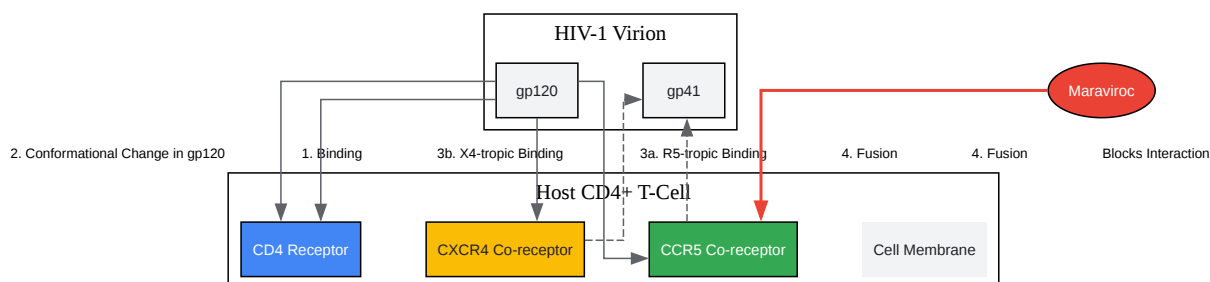 HIV-1 Virion
gp120
gp41
Maraviroc
2. Conformational Change in gp120
1. Binding
3b. X4-tropic Binding
3a. R5-tropic Binding
4. Fusion
4. Fusion
Blocks Interaction
Host CD4+ T-Cell
CD4 Receptor
CXCR4 Co-receptor
CCR5 Co-receptor
Cell Membrane